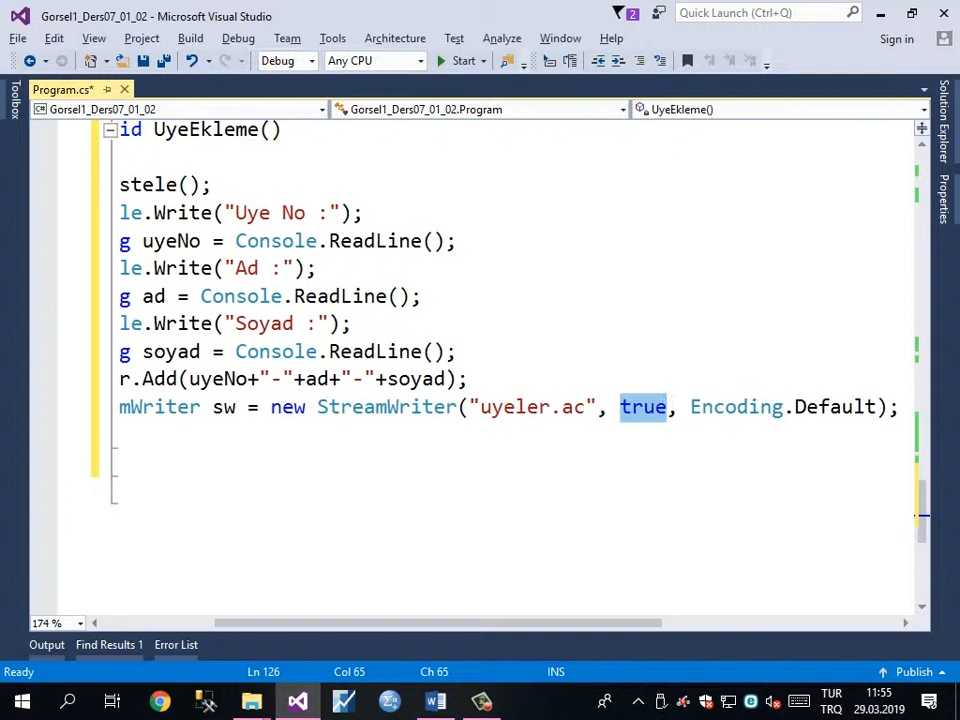 Gorsel1_Ders07_01_02 - Microsoft Visual Studio
2
Quick Launch (Ctrl+Q)
File Edit View Project Build Debug Team Tools Architecture Test Analyze Window Help
Sign in
Debug Any CPU Start
Program.cs*
Gorsel1_Ders07_01_02 Gorsel1_Ders07_01_02.Program UyeEkleme()
Toolbox
Solution Explorer
Properties
id UyeEkleme()
stele();
le.Write("Uye No :");
g uyeNo = Console.ReadLine();
le.Write("Ad :");
g ad = Console.ReadLine();
le.Write("Soyad :");
g soyad = Console.ReadLine();
r.Add(uyeNo+"-"+ad+"-"+soyad);
mWriter sw = new StreamWriter("uyeler.ac", true, Encoding.Default);
174 %
Output Find Results 1 Error List
Ready Ln 126 Col 65 Ch 65 INS Publish
TUR 11:55
TRQ 29.03.2019